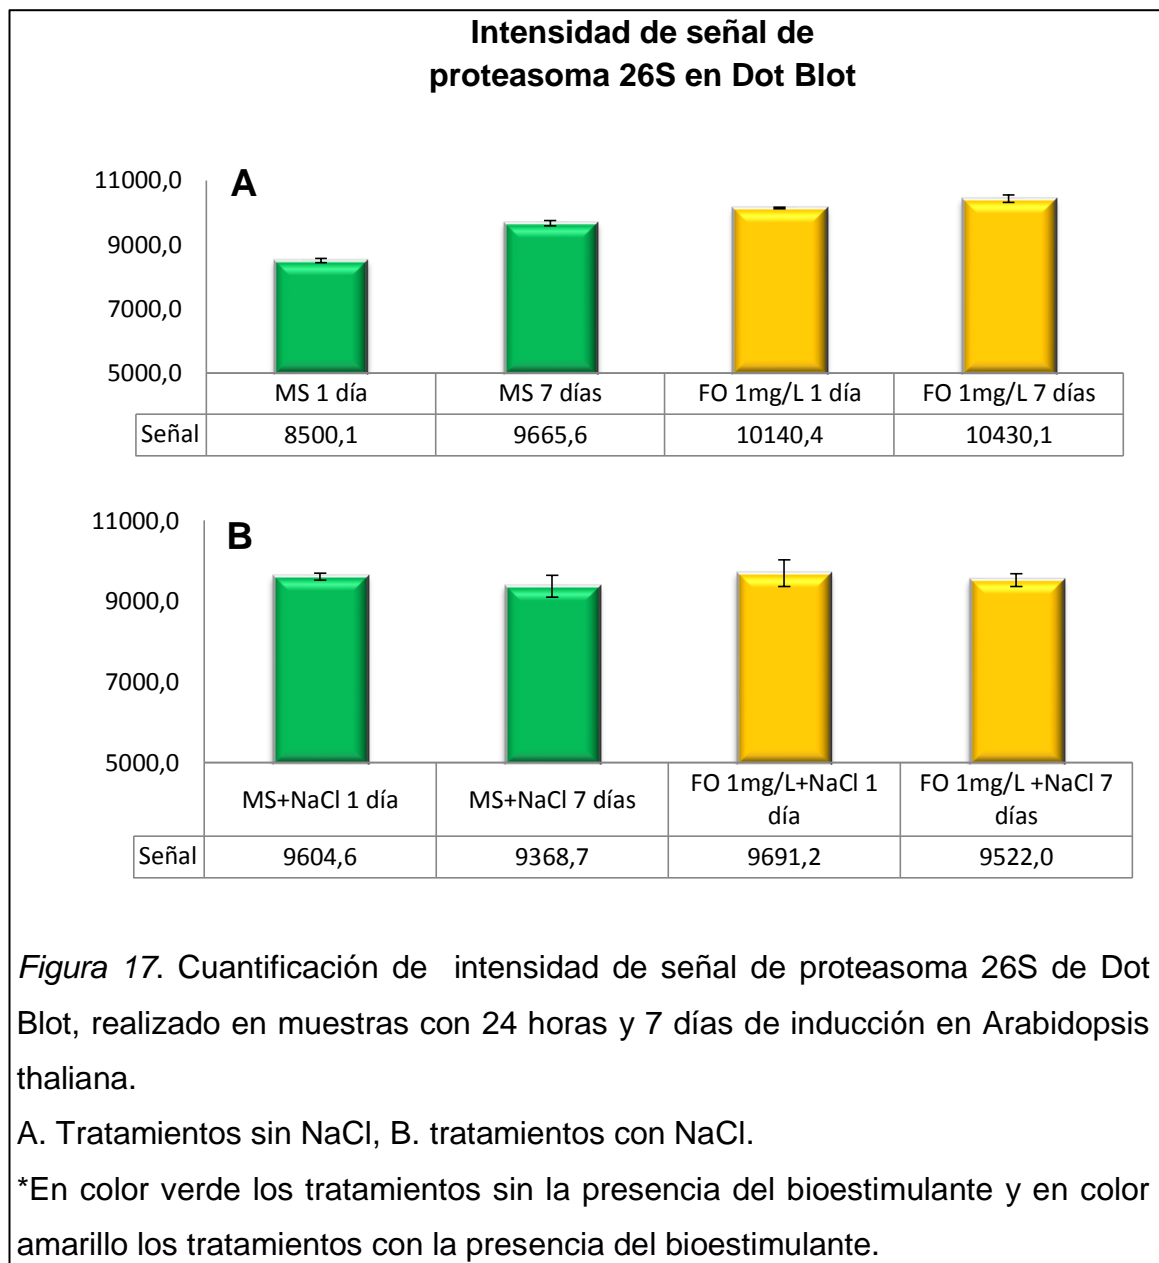 Intensidad de señal de
proteasoma 26S en Dot Blot
A
11000,0
9000,0
7000,0
5000,0
MS 1 día MS 7 días FO 1mg/L 1 día FO 1mg/L 7 días
Señal 8500,1 9665,6 10140,4 10430,1
B
11000,0
9000,0
7000,0
5000,0
MS+NaCl 1 día MS+NaCl 7 días FO 1mg/L+NaCl 1 día FO 1mg/L +NaCl 7 días
Señal 9604,6 9368,7 9691,2 9522,0
Figura 17. Cuantificación de intensidad de señal de proteasoma 26S de Dot
Blot, realizado en muestras con 24 horas y 7 días de inducción en Arabidopsis
thaliana.
A. Tratamientos sin NaCl, B. tratamientos con NaCl.
*En color verde los tratamientos sin la presencia del bioestimulante y en color
amarillo los tratamientos con la presencia del bioestimulante.